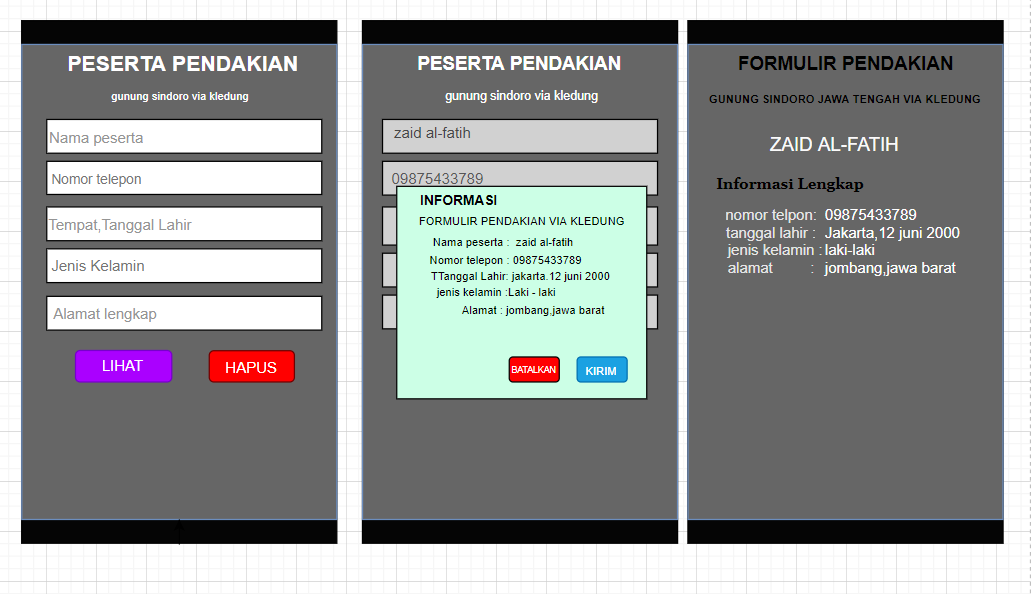 PESERTA PENDAKIAN
gunung sindoro via kledung
Nama peserta
Nomor telepon
Tempat,Tanggal Lahir
Jenis Kelamin
Alamat lengkap
LIHAT
HAPUS
PESERTA PENDAKIAN
gunung sindoro via kledung
zaid al-fatih
09875433789
INFORMASI
FORMULIR PENDAKIAN VIA KLEDUNG
Nama peserta : zaid al-fatih
Nomor telepon : 09875433789
TTanggal Lahir: jakarta.12 juni 2000
jenis kelamin :Laki - laki
Alamat : jombang,jawa barat
BATALKAN
KIRIM
FORMULIR PENDAKIAN
GUNUNG SINDORO JAWA TENGAH VIA KLEDUNG
ZAID AL-FATIH
Informasi Lengkap
nomor telpon: 09875433789
tanggal lahir : Jakarta,12 juni 2000
jenis kelamin : laki-laki
alamat : jombang,jawa barat